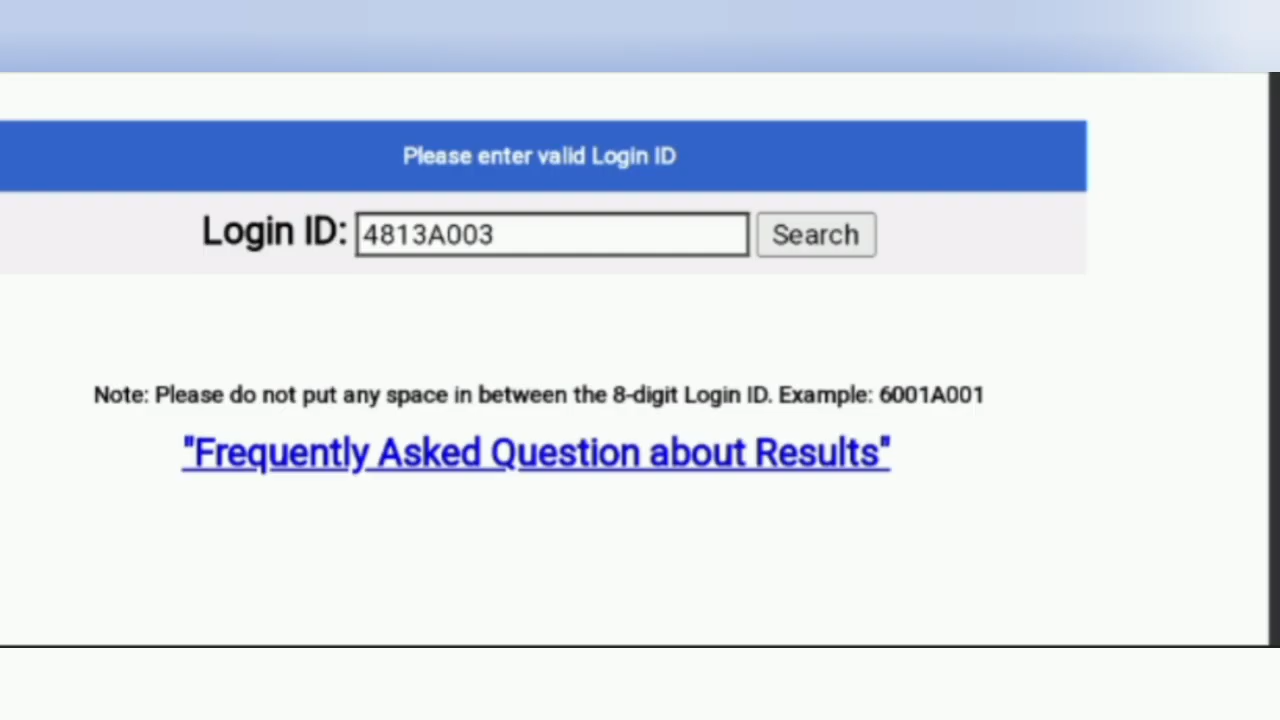 Please enter valid Login ID
Login ID: 4813A003 Search
Note: Please do not put any space in between the 8-digit Login ID. Example: 6001A001
"Frequently Asked Question about Results"